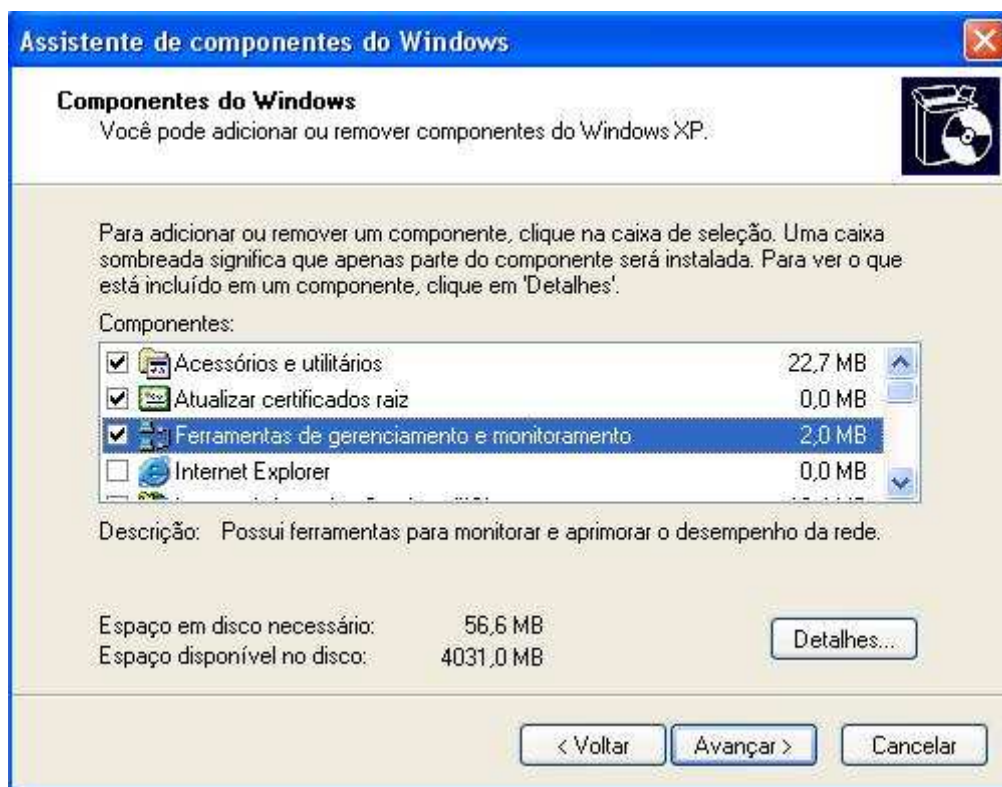 Assistente de componentes do Windows
Componentes do Windows
Você pode adicionar ou remover componentes do Windows XP.
Para adicionar ou remover um componente, clique na caixa de seleção. Uma caixa
sombreada significa que apenas parte do componente será instalada. Para ver o que
está incluído em um componente, clique em 'Detalhes'.
Componentes:
Acessórios e utilitários 22,7 MB
Atualizar certificados raiz 0,0 MB
Ferramentas de gerenciamento e monitoramento 2,0 MB
Internet Explorer 0,0 MB
Descrição: Possui ferramentas para monitorar e aprimorar o desempenho da rede.
Espaço em disco necessário: 56,6 MB
Espaço disponível no disco: 4031,0 MB
Detalhes...
< Voltar Avançar > Cancelar